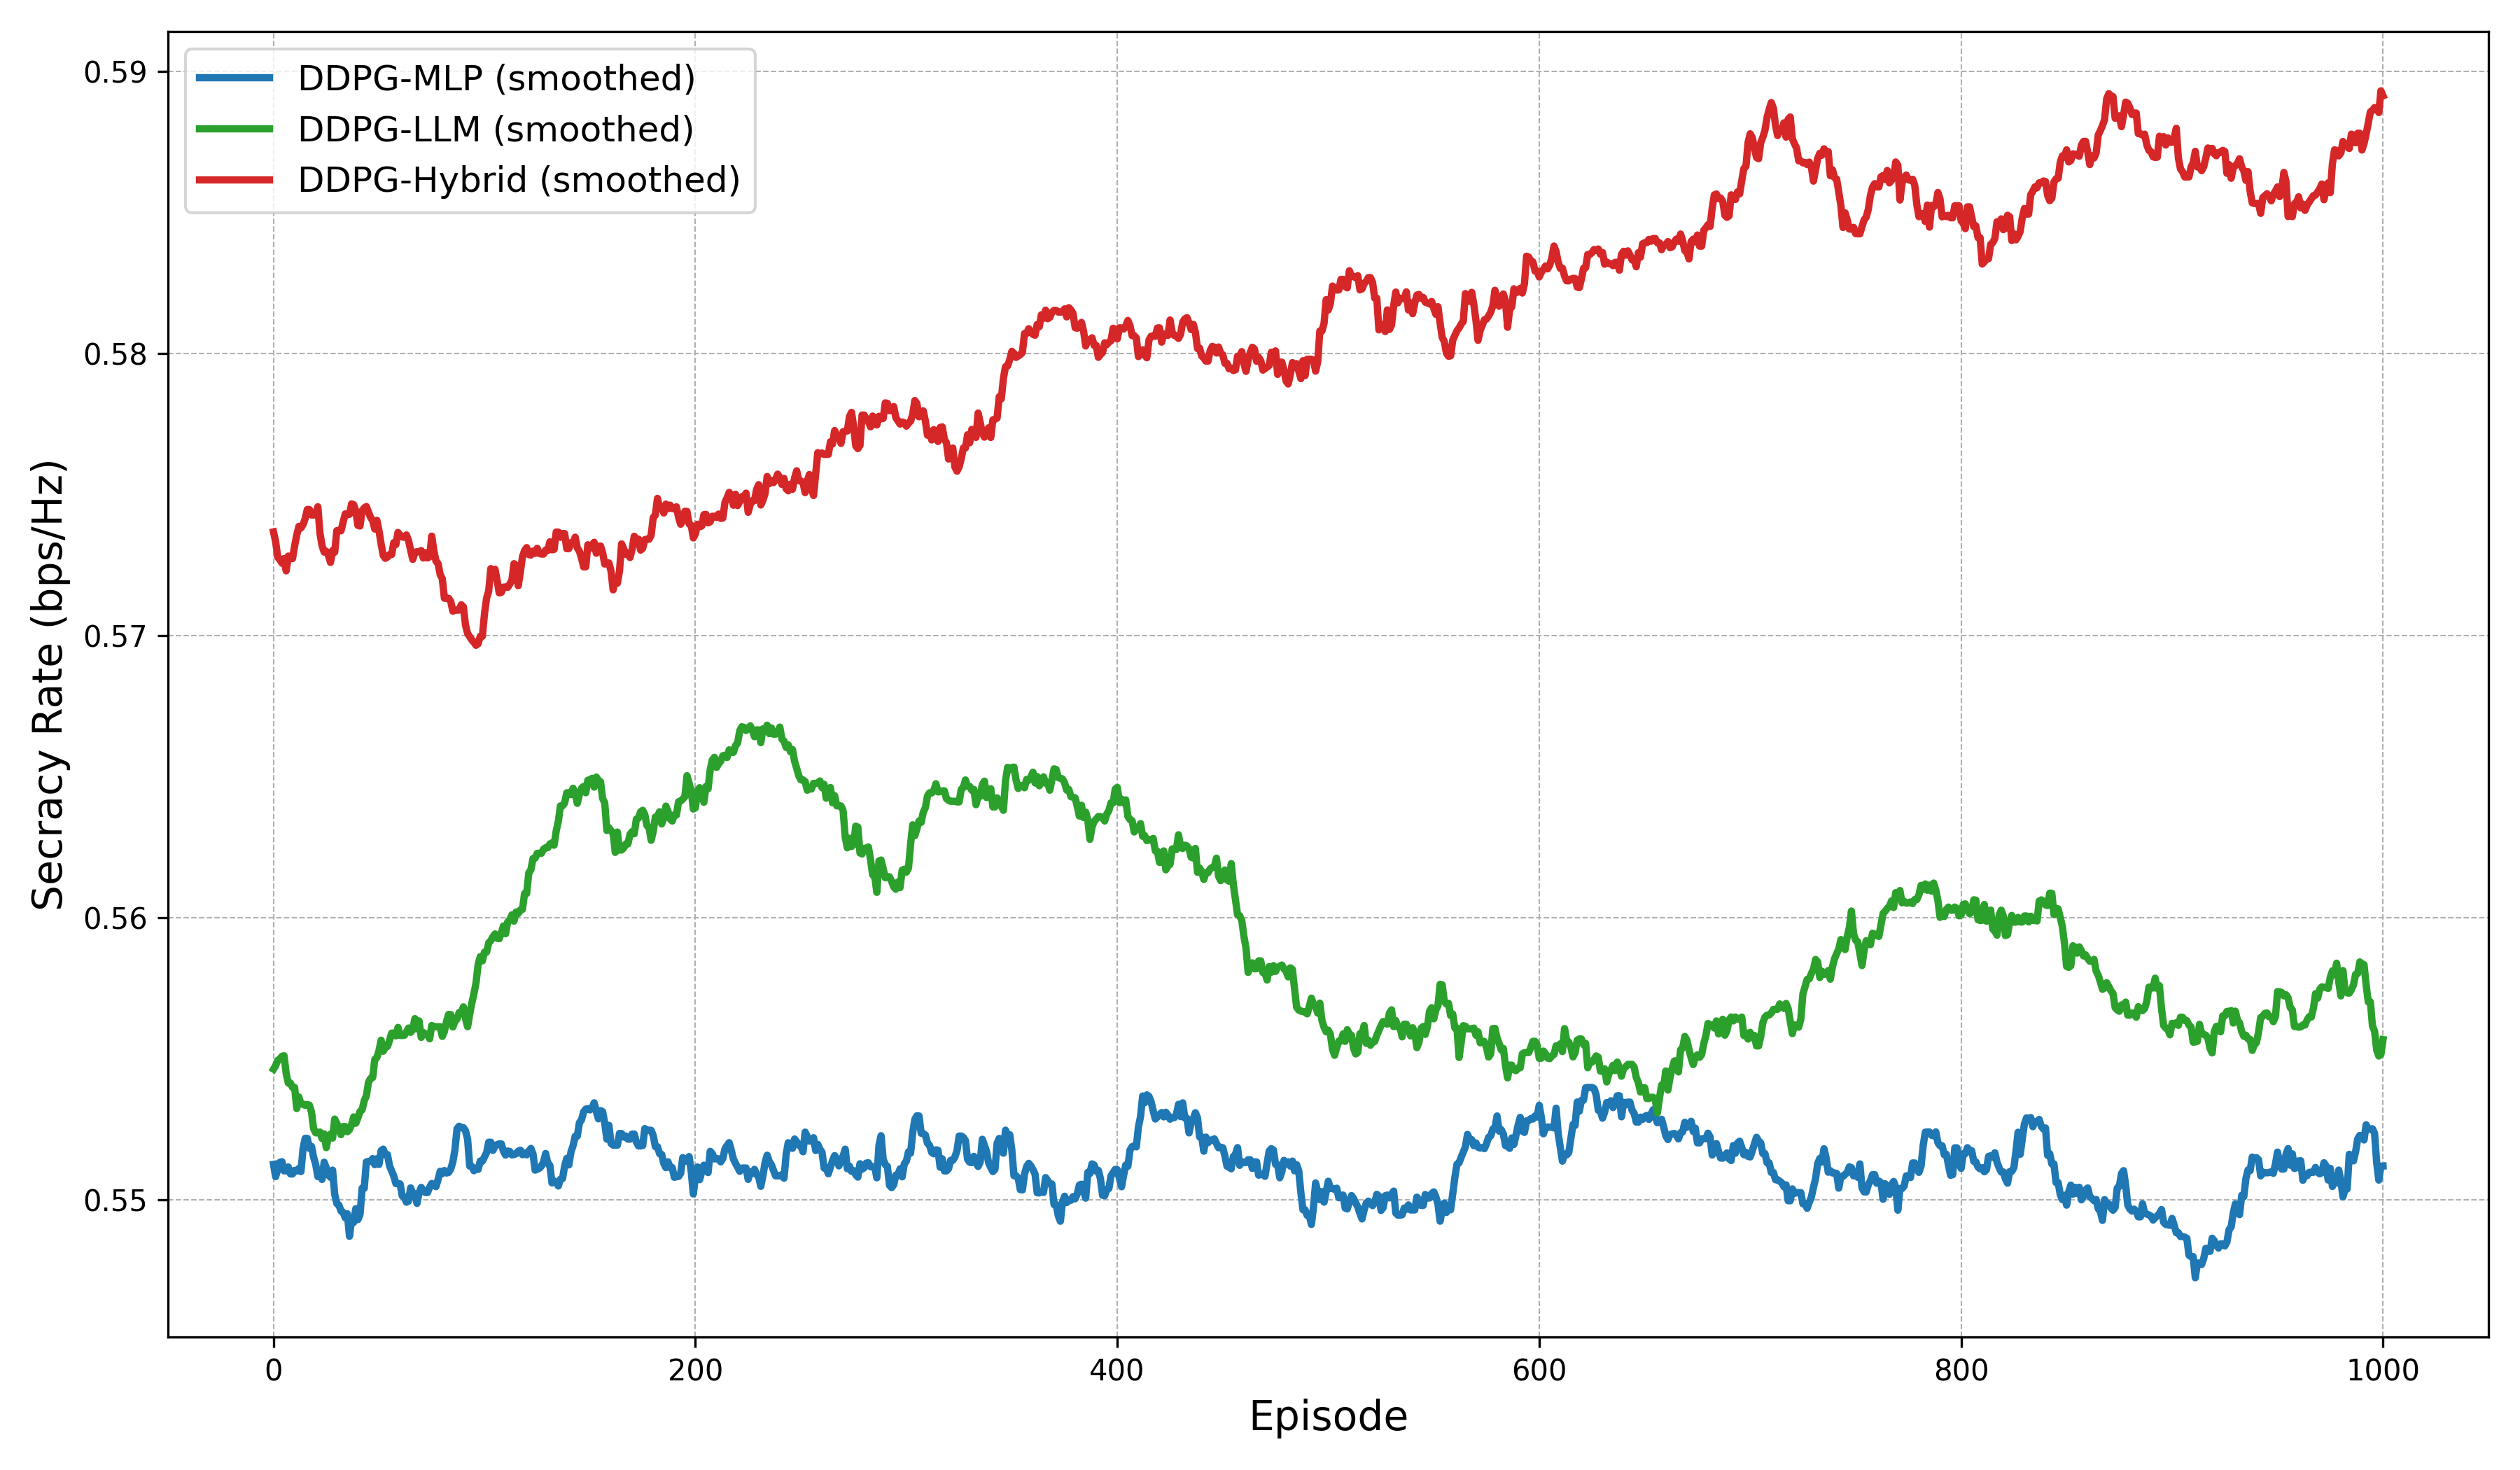 DDPG-MLP (smoothed)
DDPG-LLM (smoothed)
DDPG-Hybrid (smoothed)
Secracy Rate (bps/Hz)
0.59
0.58
0.57
0.56
0.55
0 200 400 600 800 1000
Episode